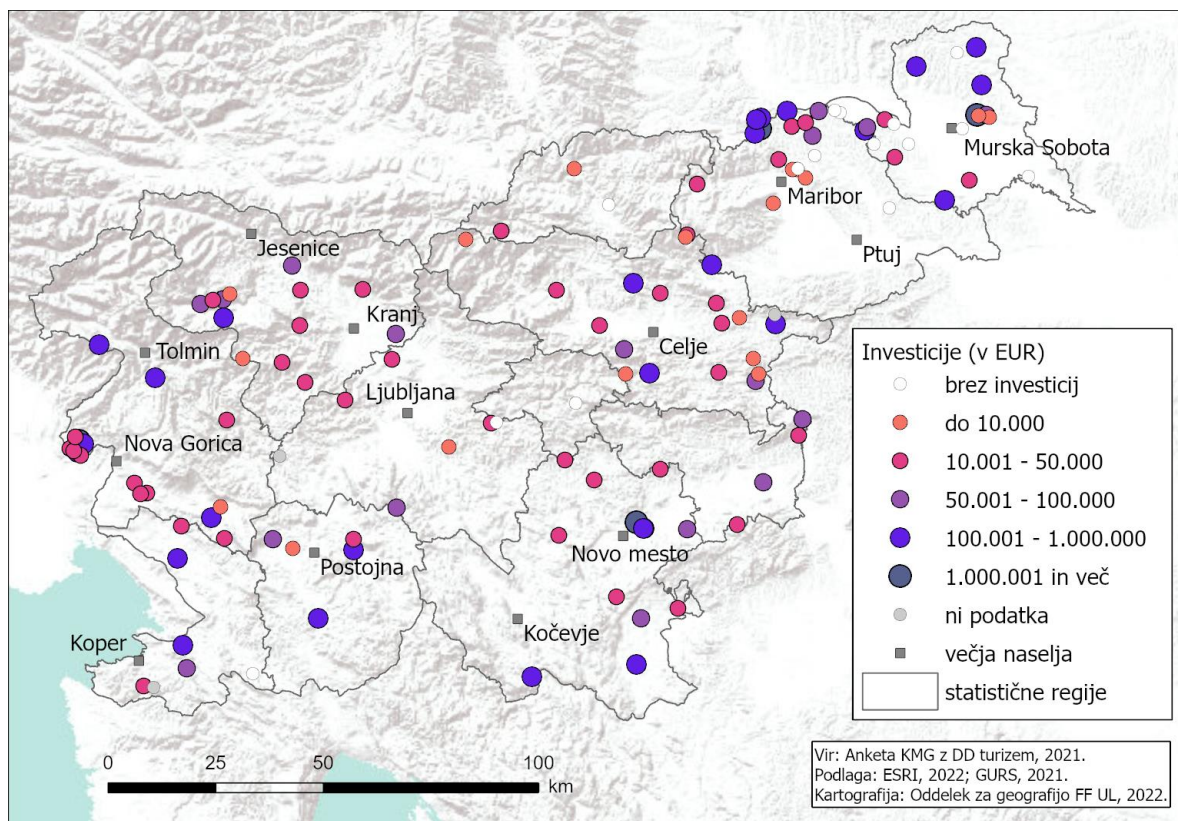 Murska Sobota
Maribor
Jesenice
Ptuj
Kranj
Celje
Tolmin
Ljubljana
Nova Gorica
Novo mesto
Postojna
Kočevje
Koper
Investicije (v EUR)
brez investicij
do 10.000
10.001 - 50.000
50.001 - 100.000
100.001 - 1.000.000
1.000.001 in več
ni podatka
večja naselja
statistične regije
0 25 50 100
km
Vir: Anketa KMG z DD turizem, 2021.
Podlaga: ESRI, 2022; GURS, 2021.
Kartografija: Oddelek za geografijo FF UL, 2022.